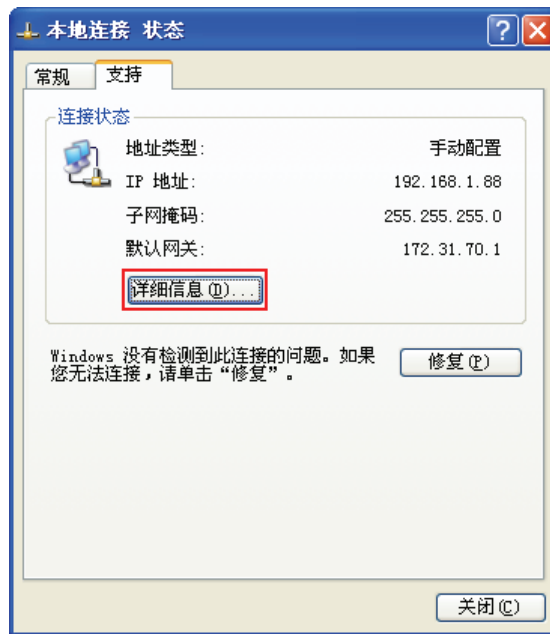 本地连接 状态
常规 支持
连接状态
地址类型: 手动配置
IP 地址: 192.168.1.88
子网掩码: 255.255.255.0
默认网关: 172.31.70.1
详细信息(D)...
Windows 没有检测到此连接的问题。如果
您无法连接，请单击“修复”。
修复(P)
关闭(C)